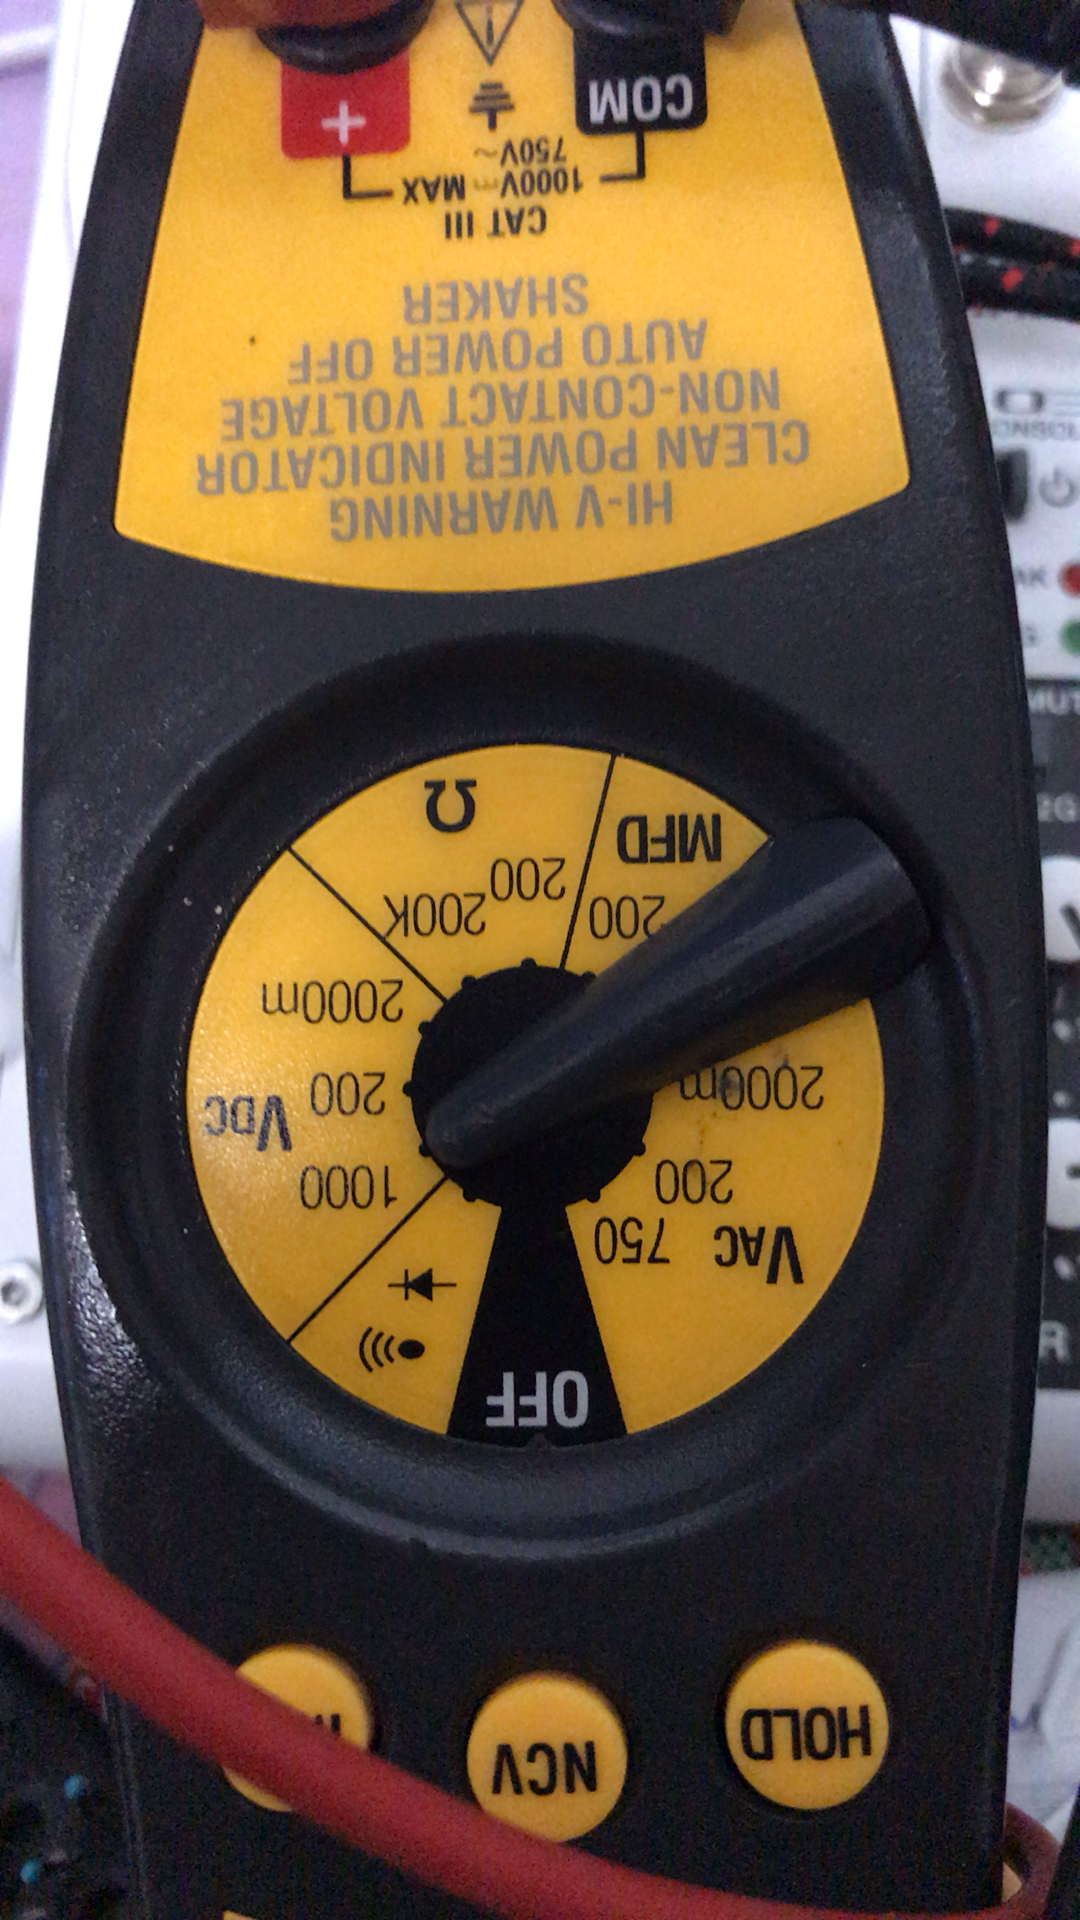 HOLD
NCV
OFF
VAC
750
200
2000m
1000
200
VDC
2000m
MFD
200
200
200K
Ω
HI-V WARNING
CLEAN POWER INDICATOR
NON-CONTACT VOLTAGE
AUTO POWER OFF
SHAKER
CAT III
1000V⎓ MAX
750V~
COM
+